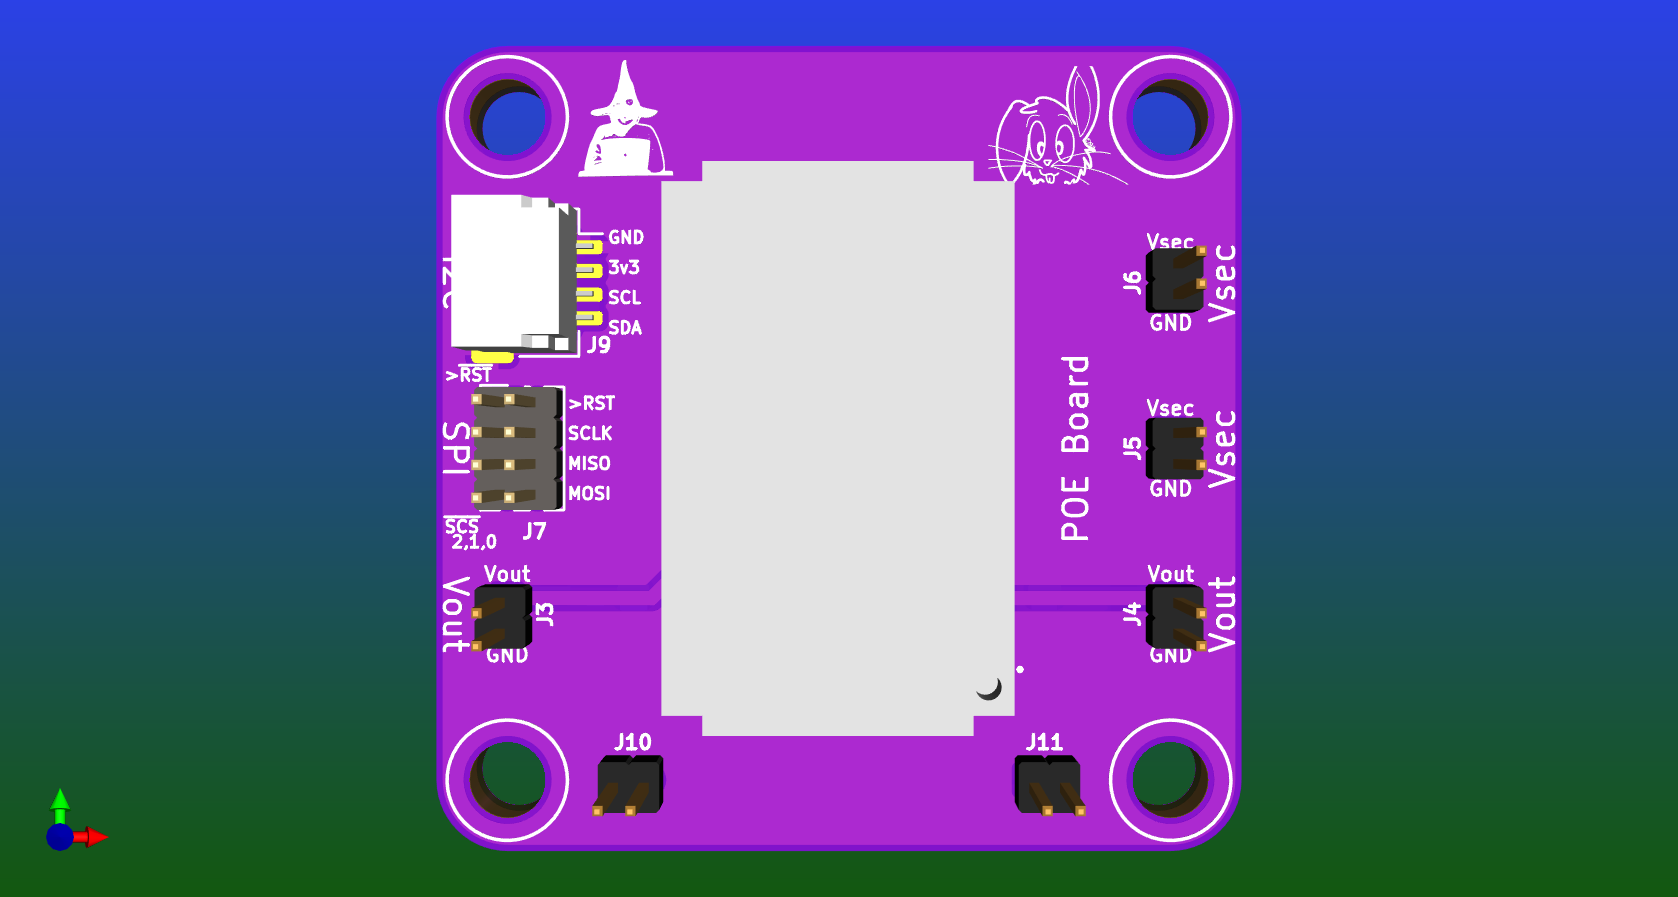 GND
3v3
SCL
SDA
I2C
J9
>RST
>RST
SCLK
MISO
MOSI
SPI
SCS
2,1,0
J7
Vout
Vout
J3
GND
Vsec
J6
Vsec
GND
POE Board
Vsec
J5
Vsec
GND
Vout
J4
Vout
GND
J10
J11